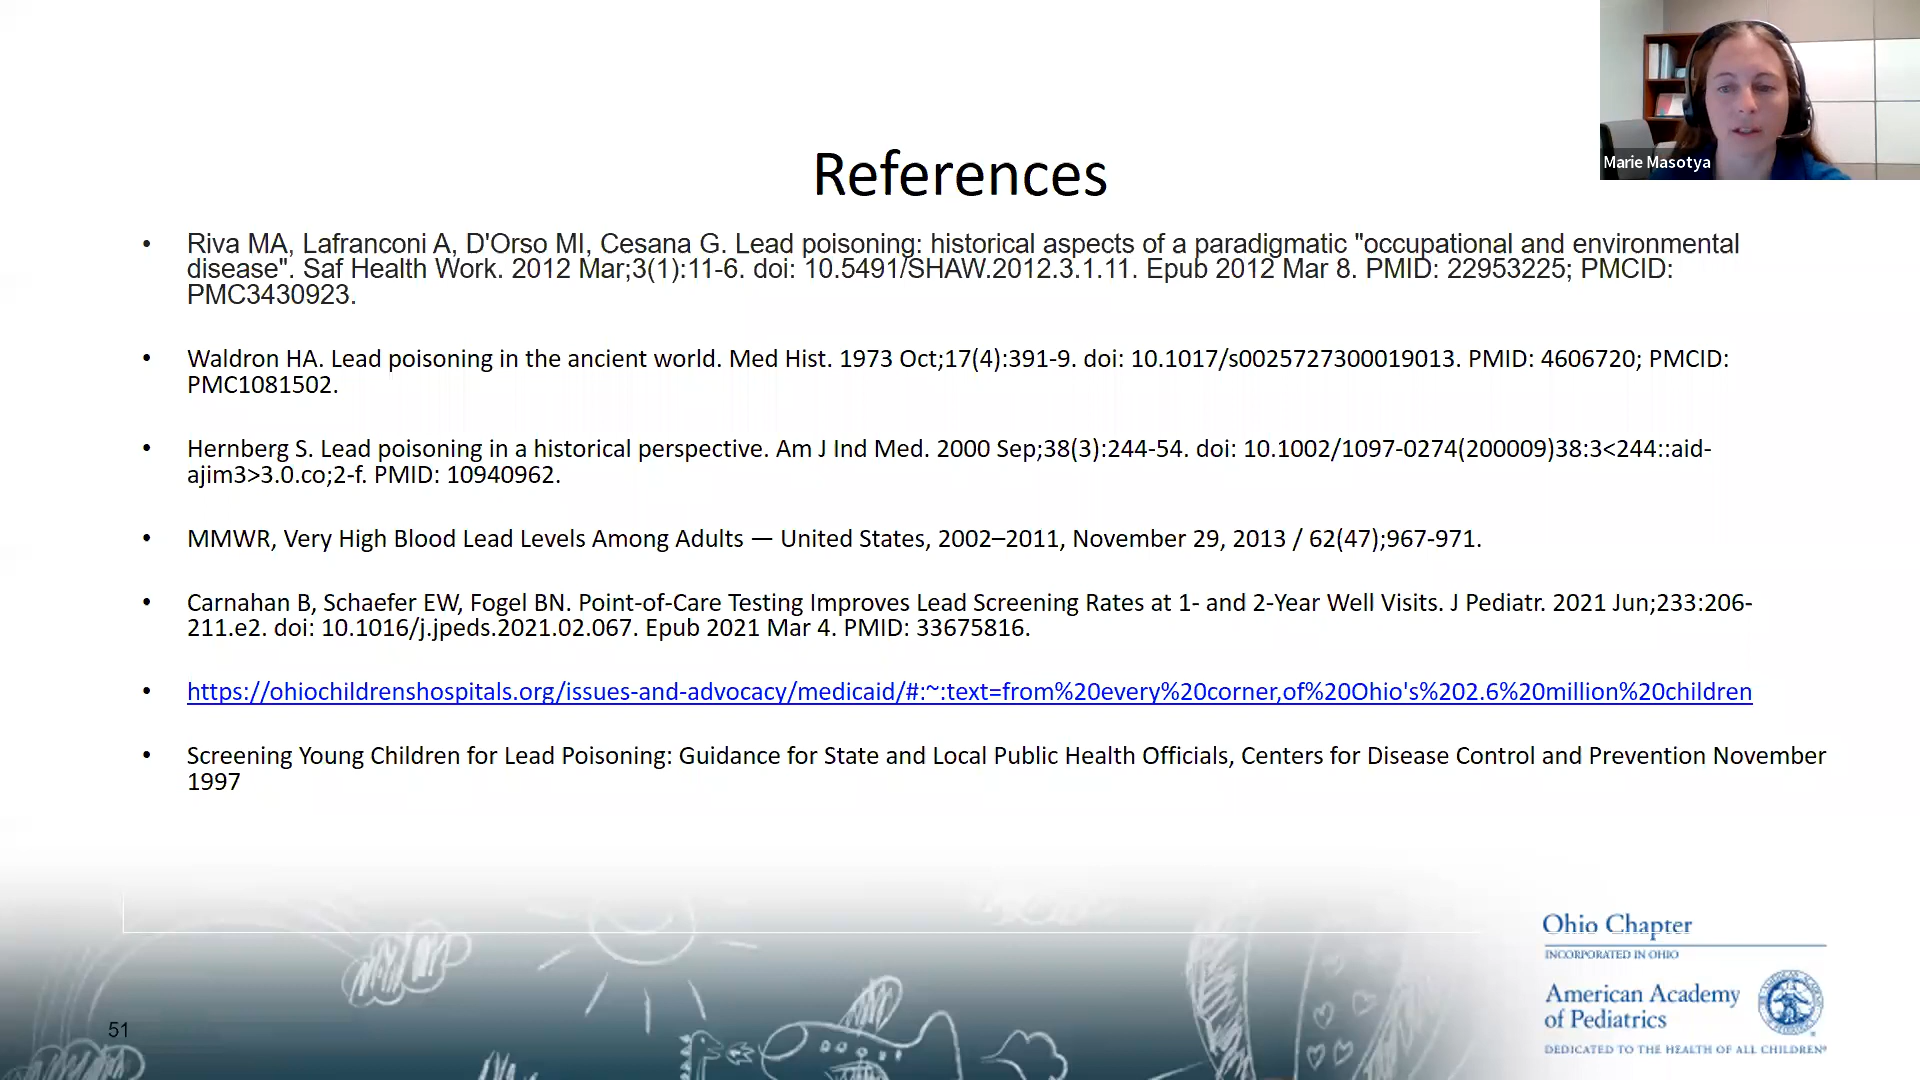 Marie Masotya
References
• Riva MA, Lafranconi A, D'Orso MI, Cesana G. Lead poisoning: historical aspects of a paradigmatic "occupational and environmental
disease". Saf Health Work. 2012 Mar;3(1):11-6. doi: 10.5491/SHAW.2012.3.1.11. Epub 2012 Mar 8. PMID: 22953225; PMCID:
PMC3430923.
• Waldron HA. Lead poisoning in the ancient world. Med Hist. 1973 Oct;17(4):391-9. doi: 10.1017/s0025727300019013. PMID: 4606720; PMCID:
PMC1081502.
• Hernberg S. Lead poisoning in a historical perspective. Am J Ind Med. 2000 Sep;38(3):244-54. doi: 10.1002/1097-0274(200009)38:3<244::aid-
ajim3>3.0.co;2-f. PMID: 10940962.
• MMWR, Very High Blood Lead Levels Among Adults — United States, 2002–2011, November 29, 2013 / 62(47);967-971.
• Carnahan B, Schaefer EW, Fogel BN. Point-of-Care Testing Improves Lead Screening Rates at 1- and 2-Year Well Visits. J Pediatr. 2021 Jun;233:206-
211.e2. doi: 10.1016/j.jpeds.2021.02.067. Epub 2021 Mar 4. PMID: 33675816.
• https://ohiochildrenshospitals.org/issues-and-advocacy/medicaid/#:~:text=from%20every%20corner,of%20Ohio's%202.6%20million%20children
• Screening Young Children for Lead Poisoning: Guidance for State and Local Public Health Officials, Centers for Disease Control and Prevention November
1997
Ohio Chapter
INCORPORATED IN OHIO
American Academy
of Pediatrics
DEDICATED TO THE HEALTH OF ALL CHILDREN®
51